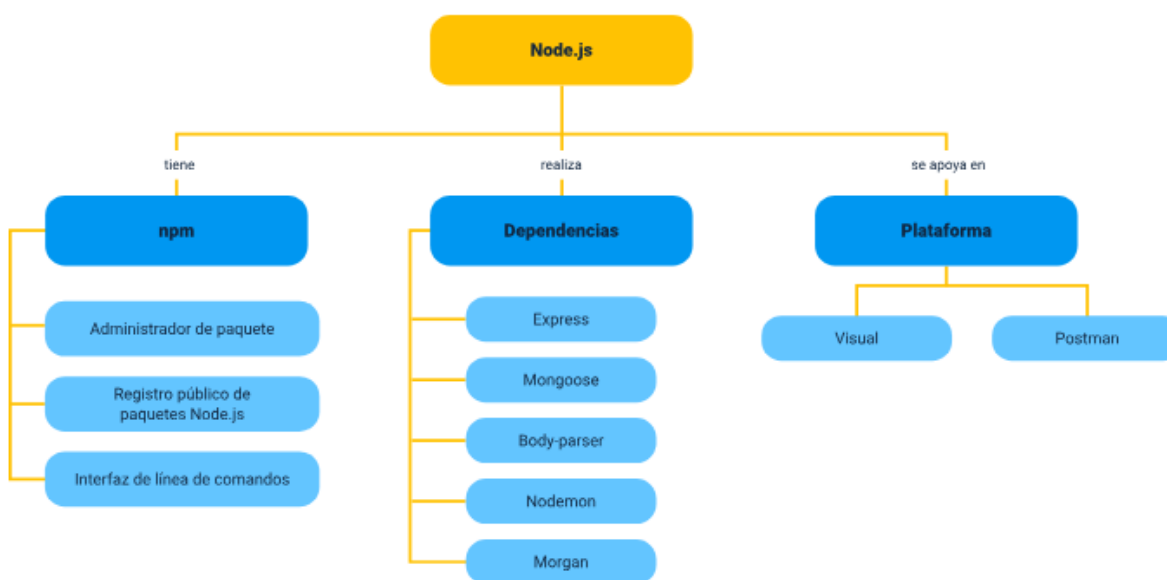 Node.js
tiene
realiza
se apoya en
npm
Dependencias
Plataforma
Administrador de paquete
Registro público de
paquetes Node.js
Interfaz de línea de comandos
Express
Mongoose
Body-parser
Nodemon
Morgan
Visual
Postman